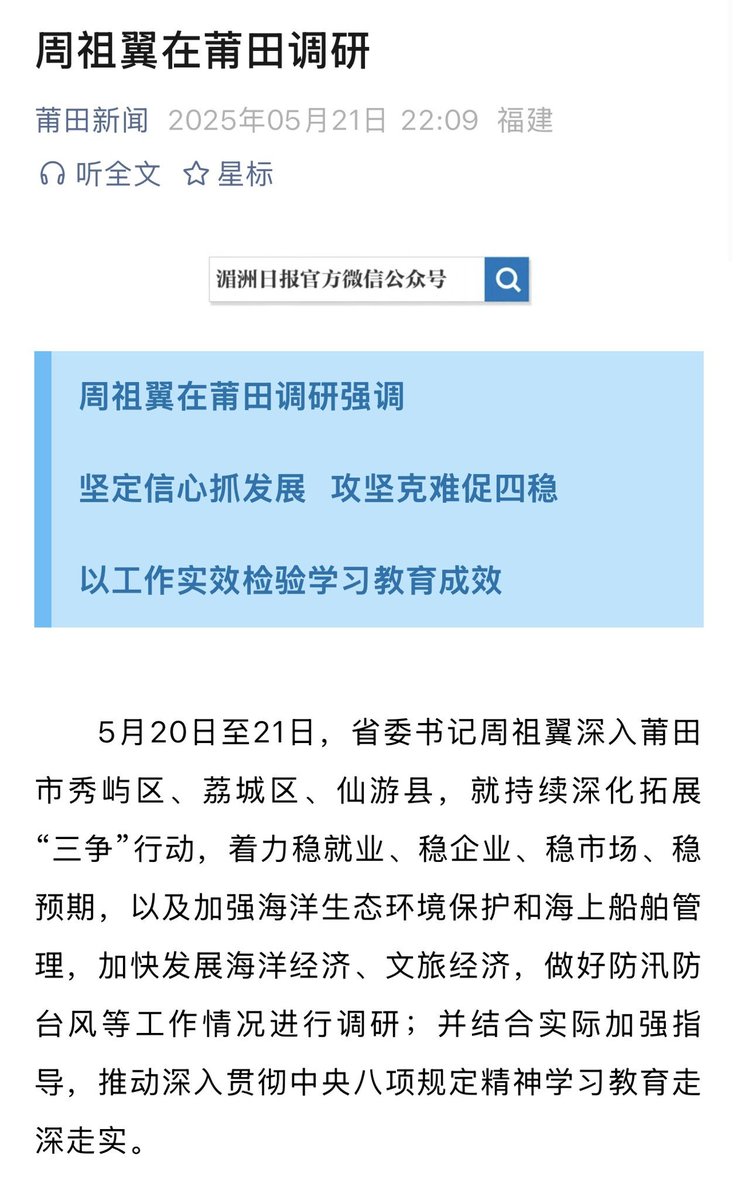 周祖翼在莆田调研
莆田新闻 2025年05月21日 22:09 福建
听全文 星标
湄洲日报官方微信公众号
周祖翼在莆田调研强调
坚定信心抓发展 攻坚克难促四稳
以工作实效检验学习教育成效
5月20日至21日，省委书记周祖翼深入莆田
市秀屿区、荔城区、仙游县，就持续深化拓展
“三争”行动，着力稳就业、稳企业、稳市场、稳
预期，以及加强海洋生态环境保护和海上船舶管
理，加快发展海洋经济、文旅经济，做好防汛防
台风等工作情况进行调研；并结合实际加强指
导，推动深入贯彻中央八项规定精神学习教育走
深走实。